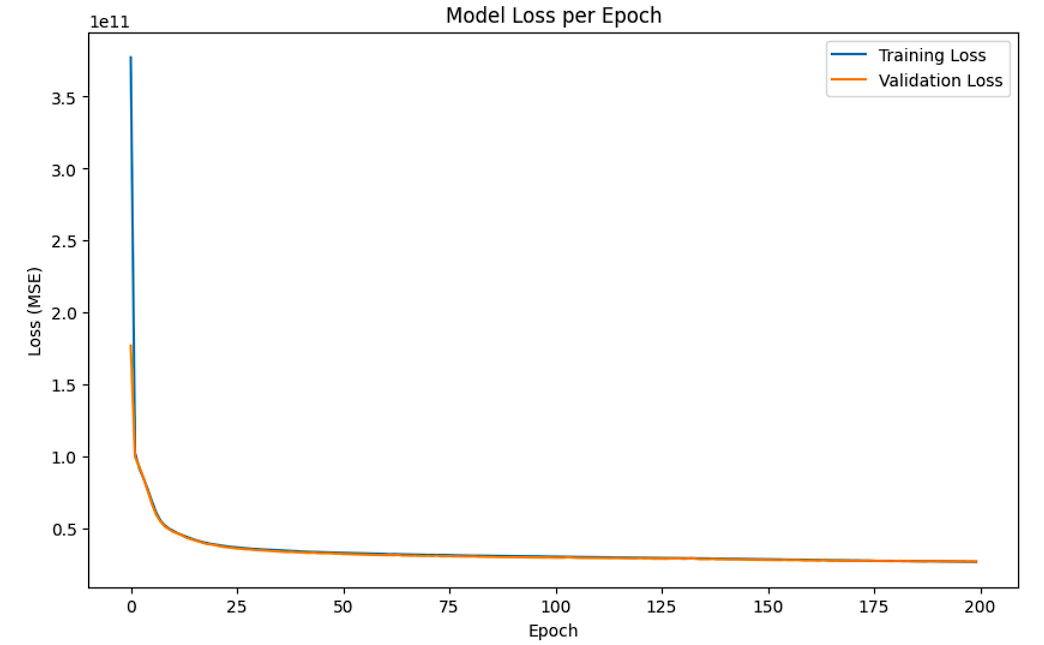 Model Loss per Epoch
1e11
Training Loss
Validation Loss
3.5
3.0
2.5
2.0
1.5
1.0
0.5
Loss (MSE)
0 25 50 75 100 125 150 175 200
Epoch